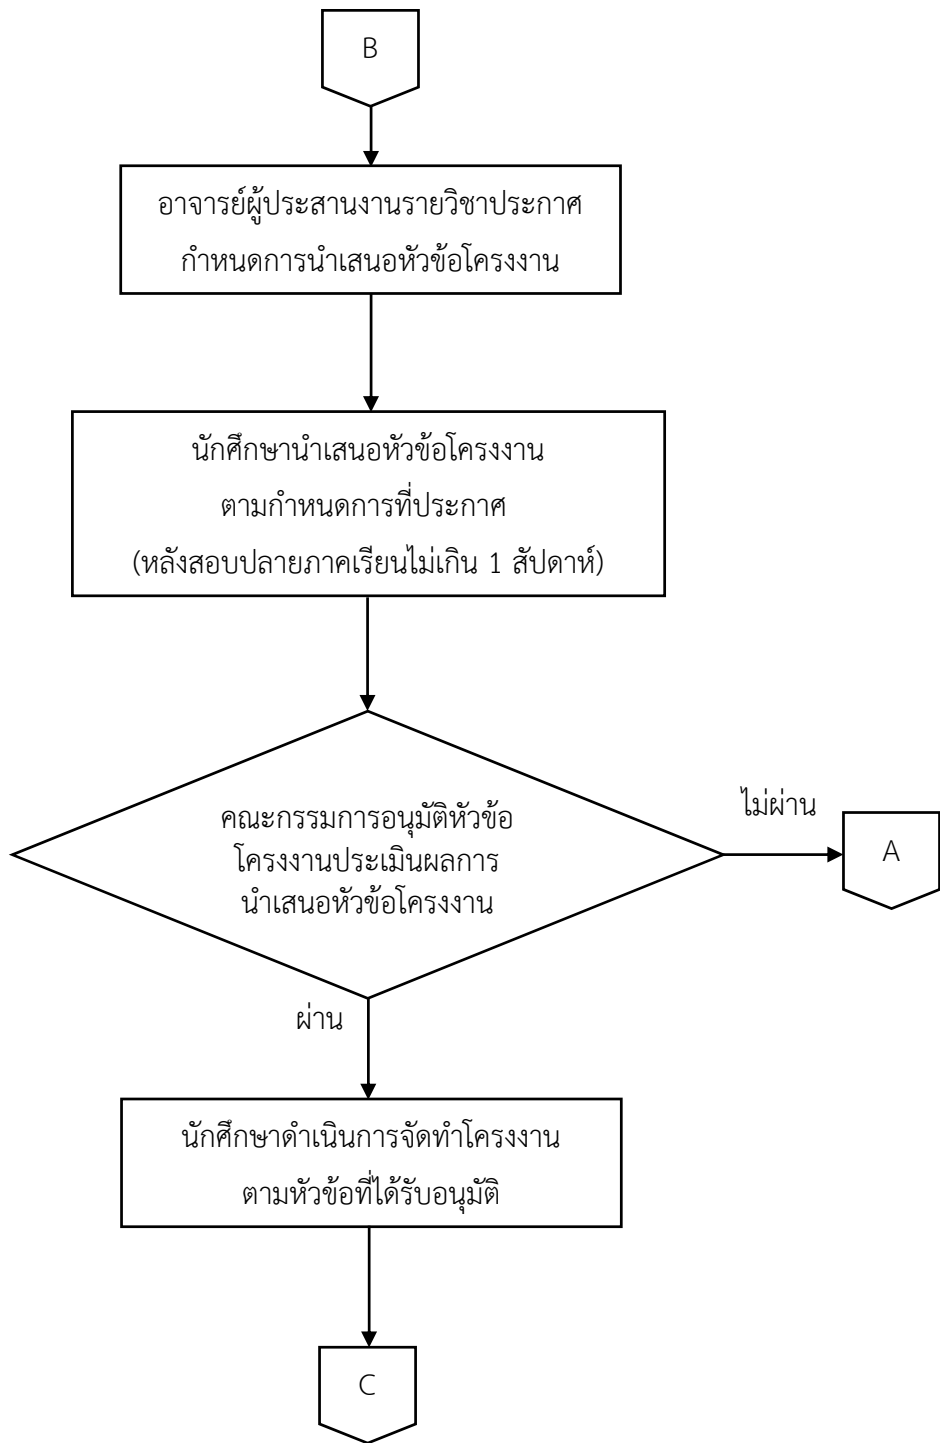 B
อาจารย์ผู้ประสานงานรายวิชาประกาศ
กำหนดการนำเสนอหัวข้อโครงงาน
นักศึกษานำเสนอหัวข้อโครงงาน
ตามกำหนดการที่ประกาศ
(หลังสอบปลายภาคเรียนไม่เกิน 1 สัปดาห์)
คณะกรรมการอนุมัติหัวข้อ
โครงงานประเมินผลการ
นำเสนอหัวข้อโครงงาน
ไม่ผ่าน
A
ผ่าน
นักศึกษาดำเนินการจัดทำโครงงาน
ตามหัวข้อที่ได้รับอนุมัติ
C